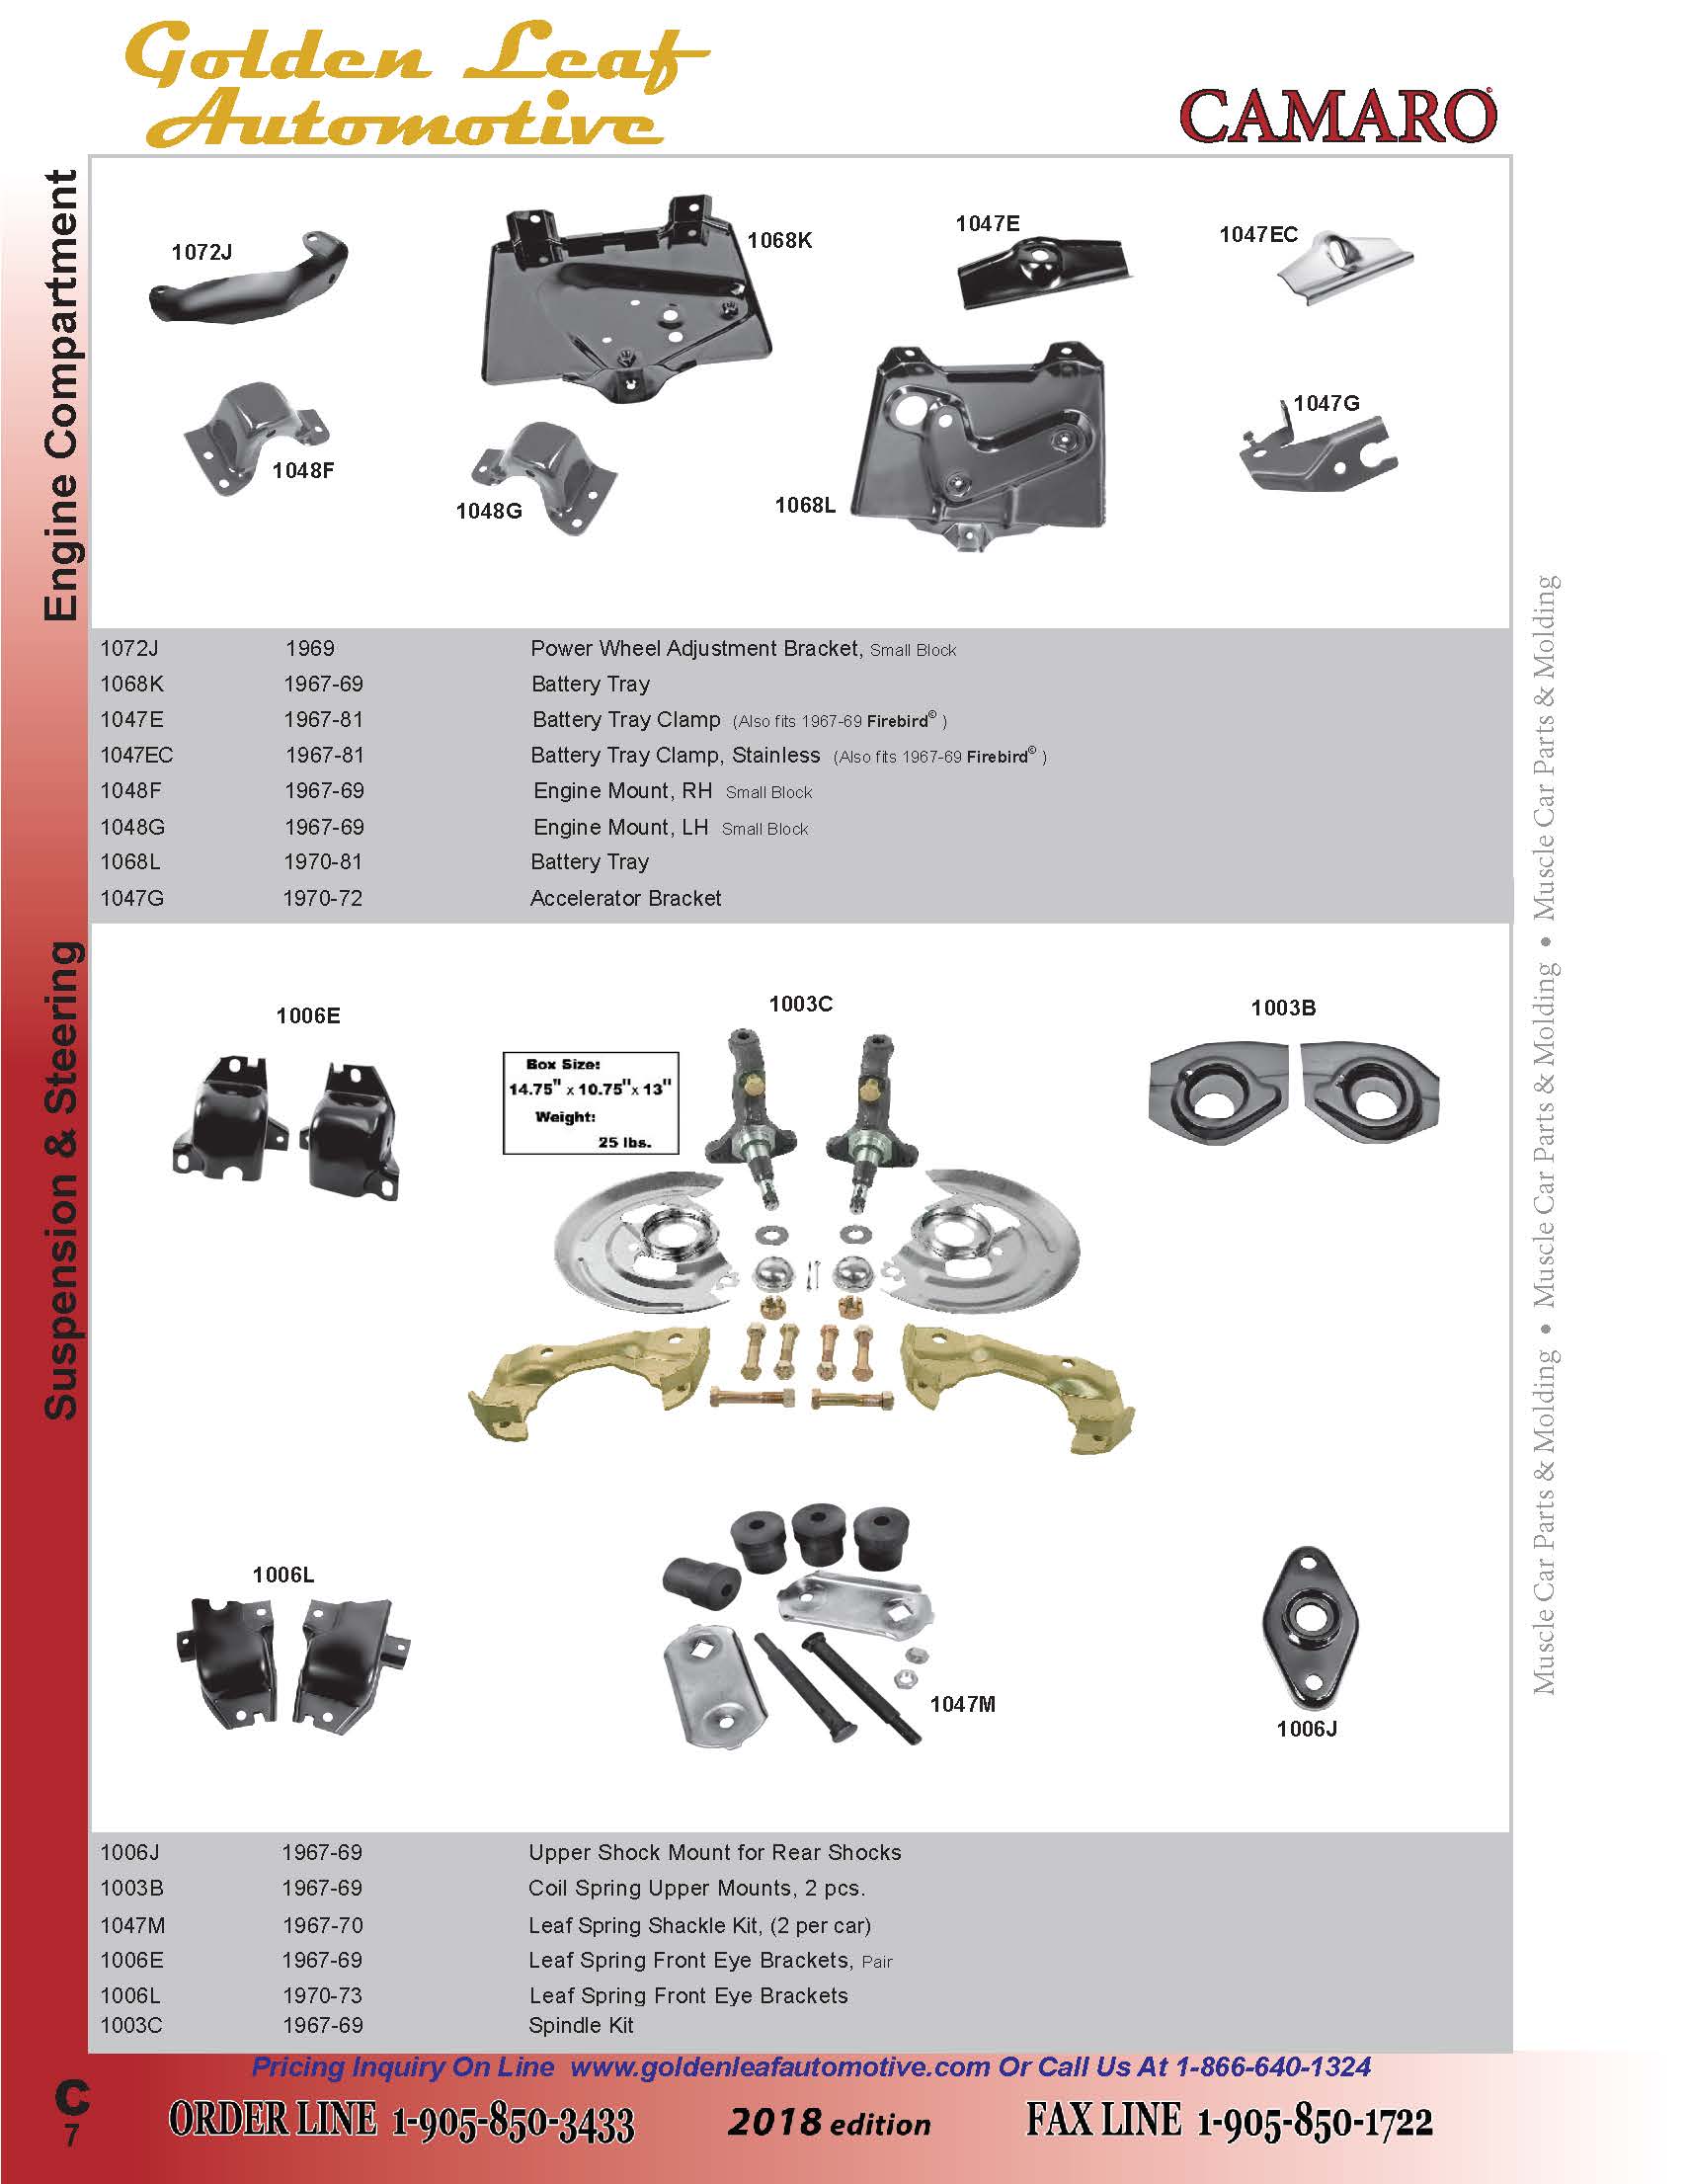 Golden Leaf
Automotive
CAMARO®
Engine Compartment
1072J
1068K
1047E
1047EC
1048F
1048G
1068L
1047G
1072J 1969 Power Wheel Adjustment Bracket, Small Block
1068K 1967-69 Battery Tray
1047E 1967-81 Battery Tray Clamp (Also fits 1967-69 Firebird© )
1047EC 1967-81 Battery Tray Clamp, Stainless (Also fits 1967-69 Firebird© )
1048F 1967-69 Engine Mount, RH Small Block
1048G 1967-69 Engine Mount, LH Small Block
1068L 1970-81 Battery Tray
1047G 1970-72 Accelerator Bracket
Suspension & Steering
1006E
1003C
1003B
Box Size:
14.75" x 10.75"x 13"
Weight:
25 lbs.
1006L
1047M
1006J
1006J 1967-69 Upper Shock Mount for Rear Shocks
1003B 1967-69 Coil Spring Upper Mounts, 2 pcs.
1047M 1967-70 Leaf Spring Shackle Kit, (2 per car)
1006E 1967-69 Leaf Spring Front Eye Brackets, Pair
1006L 1970-73 Leaf Spring Front Eye Brackets
1003C 1967-69 Spindle Kit
Muscle Car Parts & Molding • Muscle Car Parts & Molding • Muscle Car Parts & Molding
Pricing Inquiry On Line www.goldenleafautomotive.com Or Call Us At 1-866-640-1324
C
7
ORDER LINE 1-905-850-3433
2018 edition
FAX LINE 1-905-850-1722